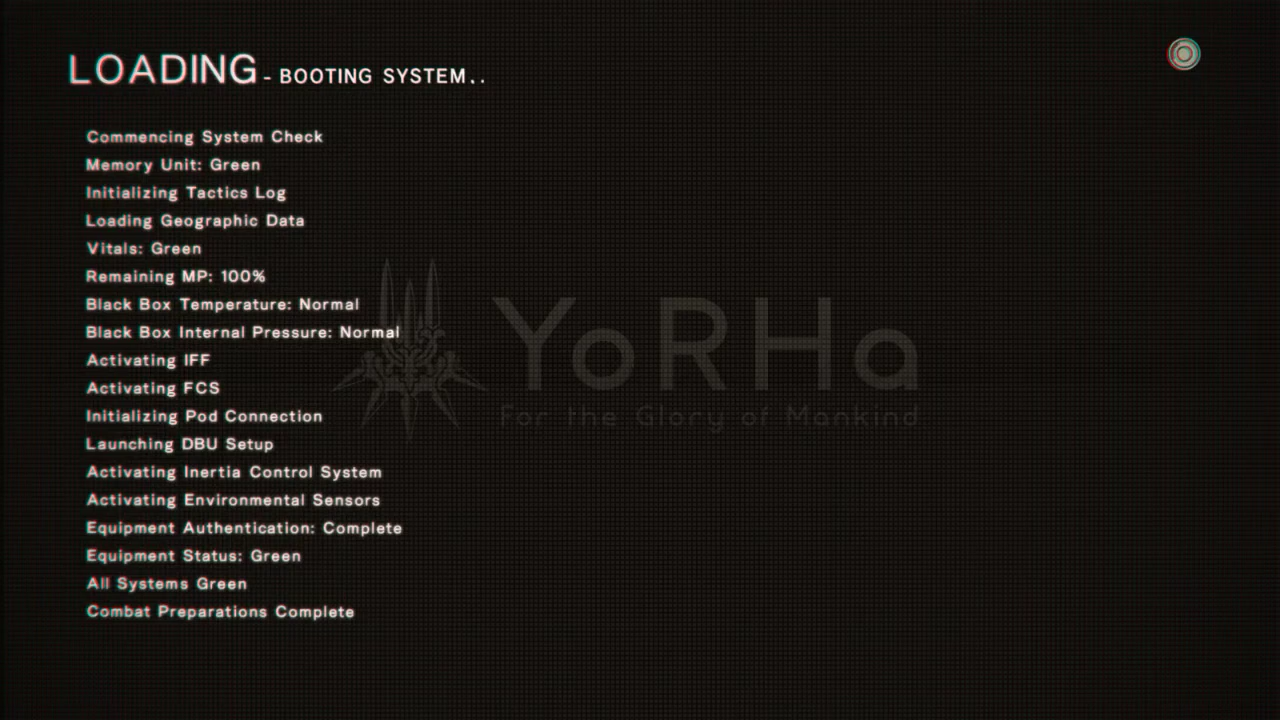 LOADING - BOOTING SYSTEM..
Commencing System Check
Memory Unit: Green
Initializing Tactics Log
Loading Geographic Data
Vitals: Green
Remaining MP: 100%
Black Box Temperature: Normal
Black Box Internal Pressure: Normal
Activating IFF
Activating FCS
Initializing Pod Connection
Launching DBU Setup
Activating Inertia Control System
Activating Environmental Sensors
Equipment Authentication: Complete
Equipment Status: Green
All Systems Green
Combat Preparations Complete
YoRHa
For the Glory of Mankind